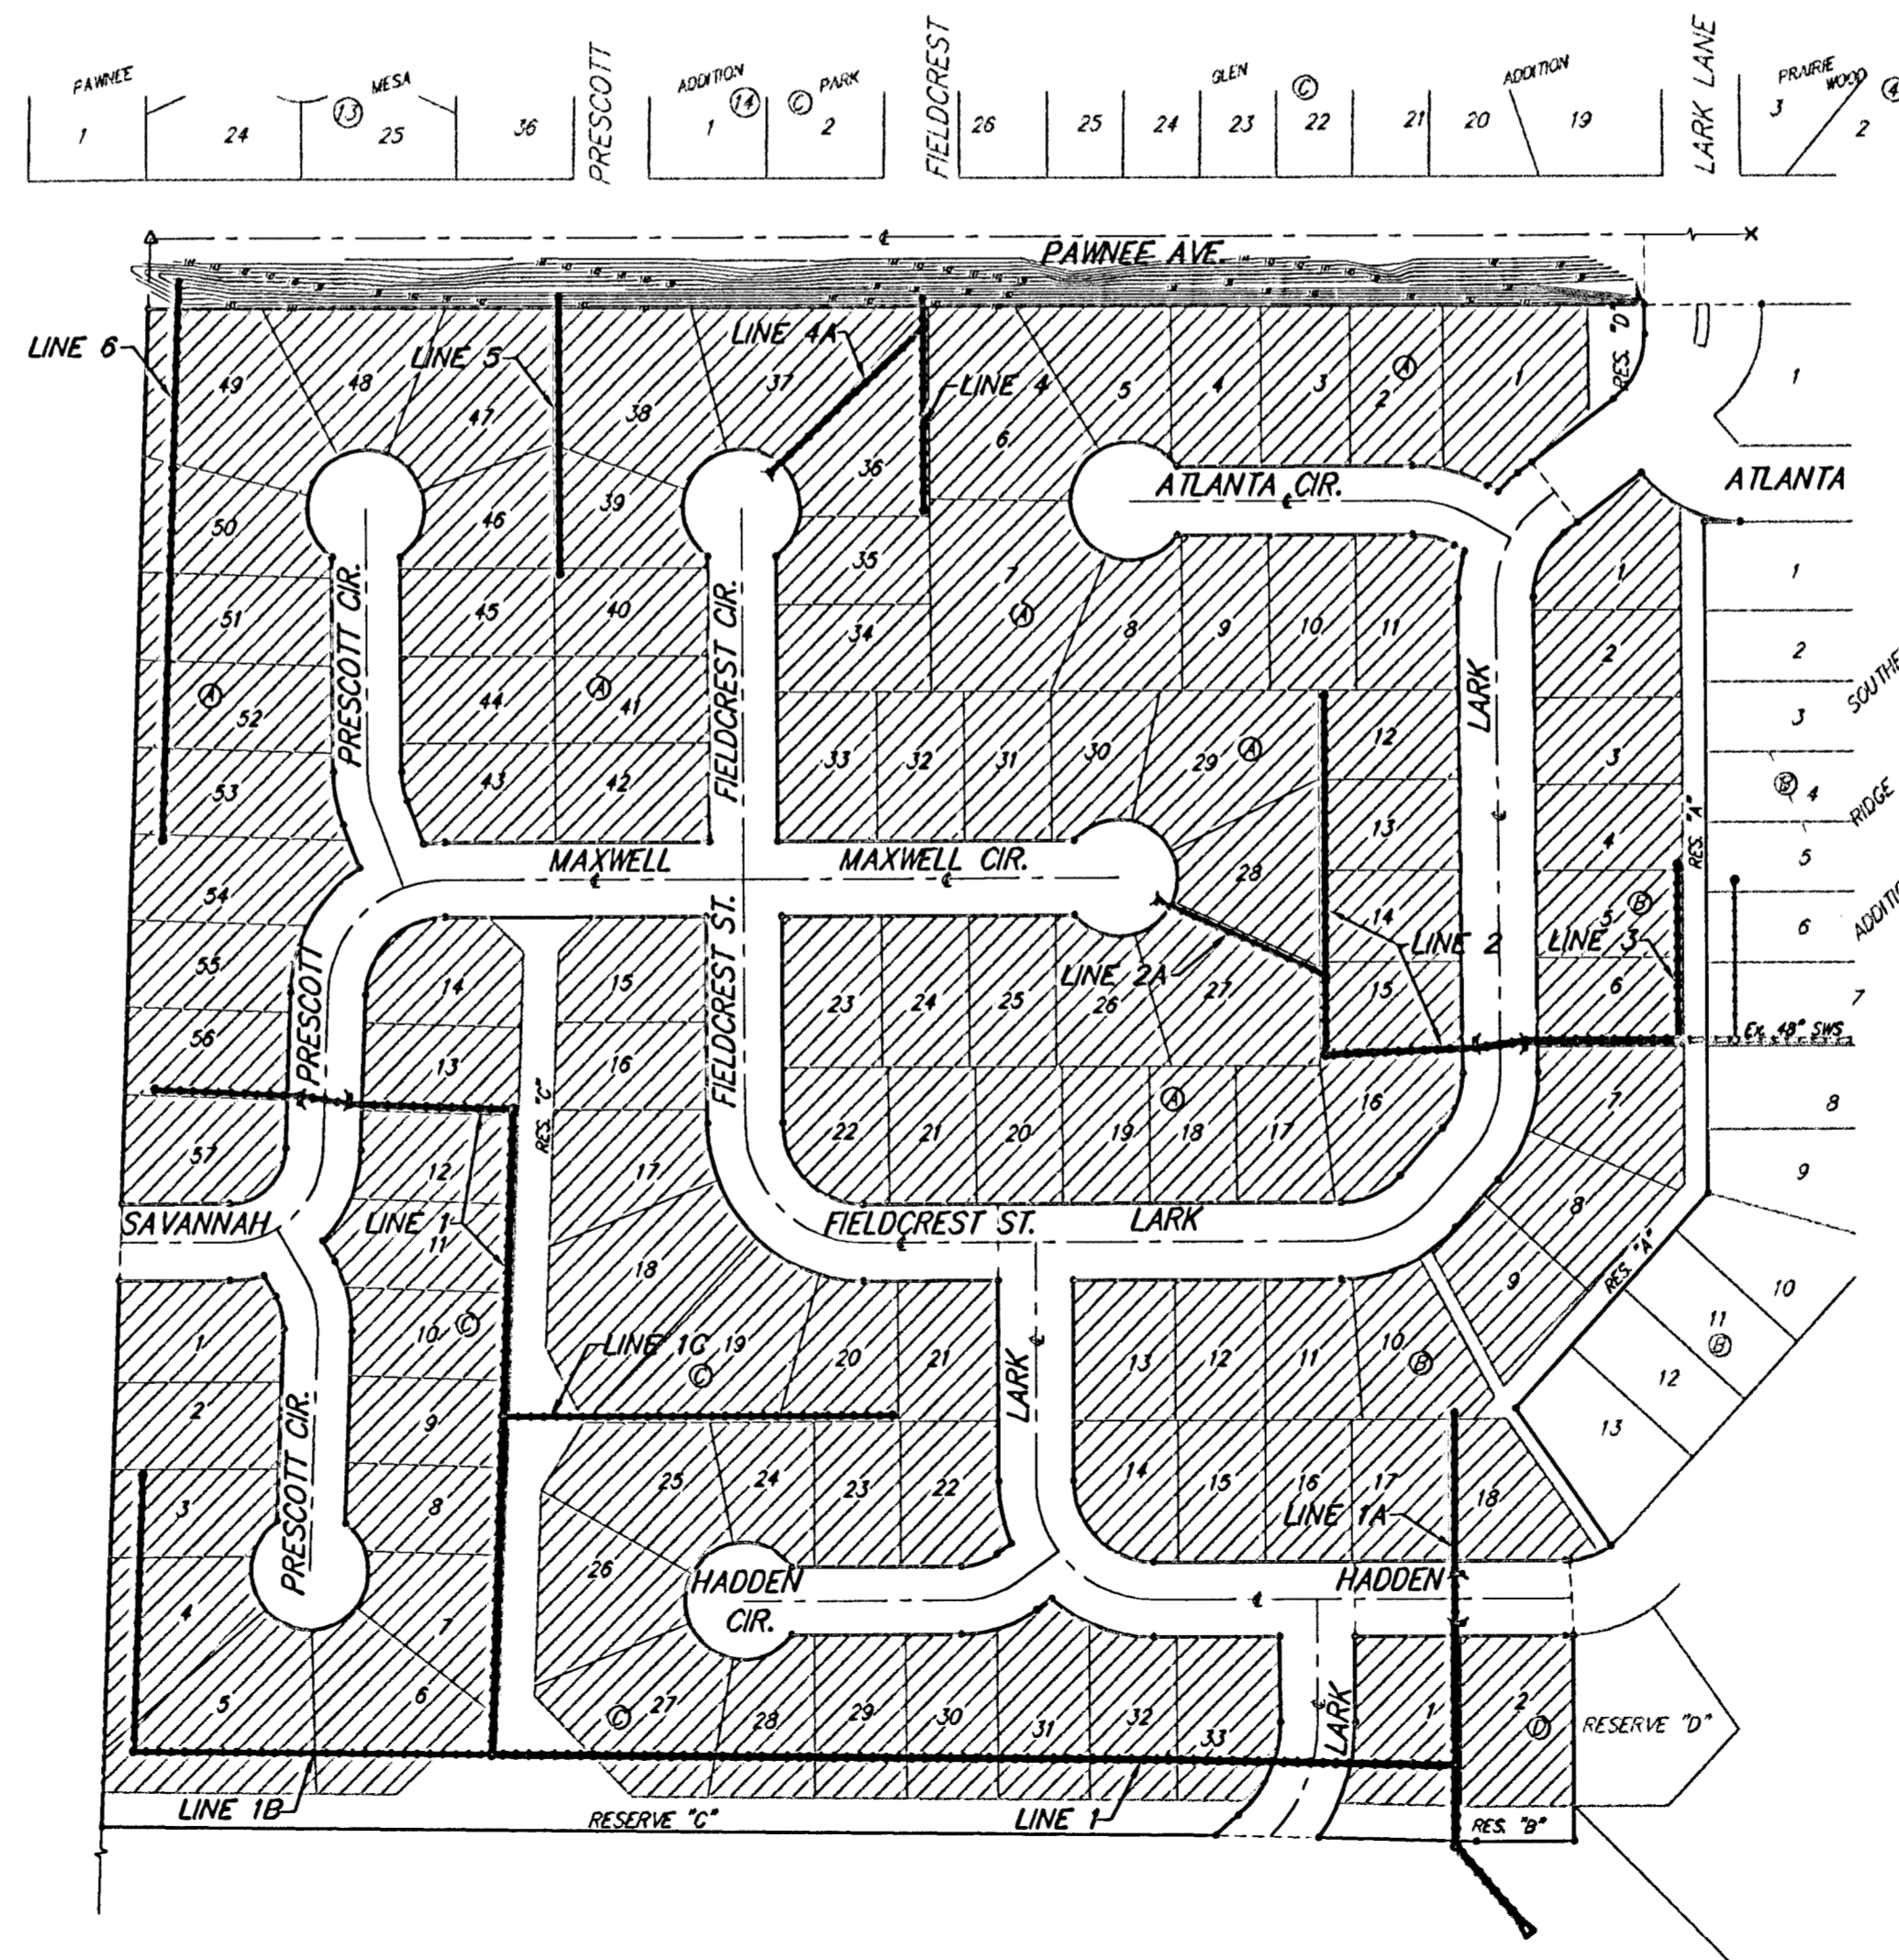 PAWNEE
MESA
ADDITION
PARK
GLEN
ADDITION
PRAIRIE
WOOD
13
14
C
C
4
1
24
25
36
PRESCOTT
1
2
FIELDCREST
26
25
24
23
22
21
20
19
LARK LANE
3
2
PAWNEE AVE.
LINE 6
LINE 5
LINE 4A
LINE 4
RES. "D"
49
48
47
38
37
36
6
5
4
3
2
A
1
1
ATLANTA CIR.
ATLANTA
50
46
39
35
7
A
8
9
10
11
1
1
51
45
40
34
2
2
SOUTHE
PRESCOTT CIR.
FIELDCREST CIR.
LARK
A
52
44
A
41
33
32
31
30
29
A
12
3
3
53
43
42
13
4
B
4
RIDGE
RES. "A"
5
MAXWELL
MAXWELL CIR.
28
54
14
5
B
6
ADDITIO
LINE 2
LINE 3
55
PRESCOTT
14
15
FIELDCREST ST.
23
24
25
26
LINE 2A
27
15
6
7
Ex. 48" SWS
56
13
16
RES. "C"
22
21
20
19
A
18
17
16
7
8
57
12
17
9
SAVANNAH
LINE 1
11
FIELDCREST ST.
LARK
8
18
RES. "A"
9
10
1
10
C
LINE 1C
19
20
21
LARK
13
12
11
10
B
11
B
C
2
9
12
PRESCOTT CIR.
13
3
8
25
24
23
22
14
15
16
17
18
LINE 1A
26
HADDEN
CIR.
HADDEN
4
7
5
6
C
27
28
29
30
31
32
33
LARK
1
2
D
RESERVE "D"
LINE 1B
RESERVE "C"
LINE 1
RES. "B"